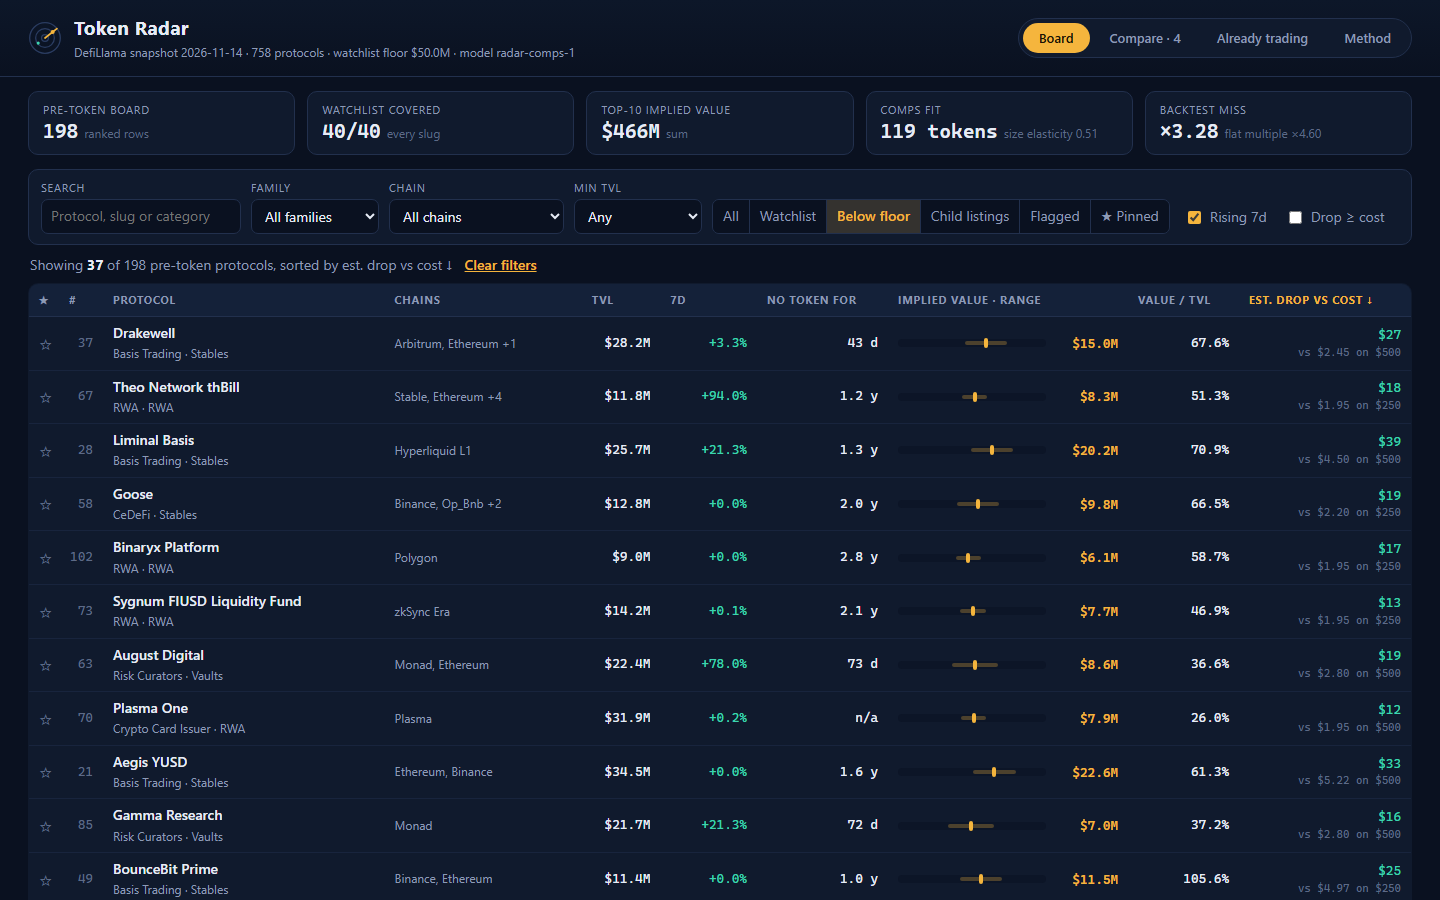 Token Radar
DefiLlama snapshot 2026-11-14 · 758 protocols · watchlist floor $50.0M · model radar-comps-1
Board Compare · 4 Already trading Method
PRE-TOKEN BOARD
198 ranked rows
WATCHLIST COVERED
40/40 every slug
TOP-10 IMPLIED VALUE
$466M sum
COMPS FIT
119 tokens size elasticity 0.51
BACKTEST MISS
×3.28 flat multiple ×4.60
SEARCH FAMILY CHAIN MIN TVL
Protocol, slug or category All families All chains Any All Watchlist Below floor Child listings Flagged ★ Pinned Rising 7d Drop ≥ cost
Showing 37 of 198 pre-token protocols, sorted by est. drop vs cost ↓ Clear filters
★ # PROTOCOL CHAINS TVL 7D NO TOKEN FOR IMPLIED VALUE · RANGE VALUE / TVL EST. DROP VS COST ↓
☆ 37 Drakewell Arbitrum, Ethereum +1 $28.2M +3.3% 43 d $15.0M 67.6% $27
Basis Trading · Stables vs $2.45 on $500
☆ 67 Theo Network thBill Stable, Ethereum +4 $11.8M +94.0% 1.2 y $8.3M 51.3% $18
RWA · RWA vs $1.95 on $250
☆ 28 Liminal Basis Hyperliquid L1 $25.7M +21.3% 1.3 y $20.2M 70.9% $39
Basis Trading · Stables vs $4.50 on $500
☆ 58 Goose Binance, Op_Bnb +2 $12.8M +0.0% 2.0 y $9.8M 66.5% $19
CeDeFi · Stables vs $2.20 on $250
☆ 102 Binaryx Platform Polygon $9.0M +0.0% 2.8 y $6.1M 58.7% $17
RWA · RWA vs $1.95 on $250
☆ 73 Sygnum FIUSD Liquidity Fund zkSync Era $14.2M +0.1% 2.1 y $7.7M 46.9% $13
RWA · RWA vs $1.95 on $250
☆ 63 August Digital Monad, Ethereum $22.4M +78.0% 73 d $8.6M 36.6% $19
Risk Curators · Vaults vs $2.80 on $500
☆ 70 Plasma One Plasma $31.9M +0.2% n/a $7.9M 26.0% $12
Crypto Card Issuer · RWA vs $1.95 on $500
☆ 21 Aegis YUSD Ethereum, Binance $34.5M +0.0% 1.6 y $22.6M 61.3% $33
Basis Trading · Stables vs $5.22 on $500
☆ 85 Gamma Research Monad $21.7M +21.3% 72 d $7.0M 37.2% $16
Risk Curators · Vaults vs $2.80 on $500
☆ 49 BounceBit Prime Binance, Ethereum $11.4M +0.0% 1.0 y $11.5M 105.6% $25
Basis Trading · Stables vs $4.97 on $250